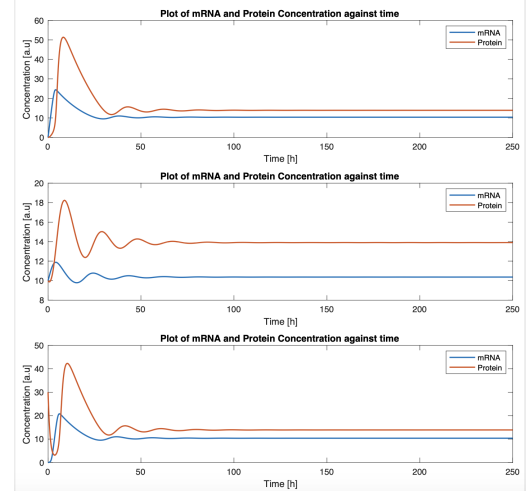 Plot of mRNA and Protein Concentration against time
60
50
40
30
20
10
0
Concentration [a.u]
mRNA
Protein
0 50 100 150 200 250
Time [h]
Plot of mRNA and Protein Concentration against time
20
18
16
14
12
10
8
Concentration [a.u]
mRNA
Protein
0 50 100 150 200 250
Time [h]
Plot of mRNA and Protein Concentration against time
50
40
30
20
10
0
Concentration [a.u]
mRNA
Protein
0 50 100 150 200 250
Time [h]